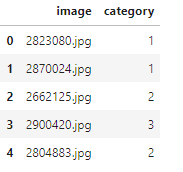 image category
0 2823080.jpg 1
1 2870024.jpg 1
2 2662125.jpg 2
3 2900420.jpg 3
4 2804883.jpg 2